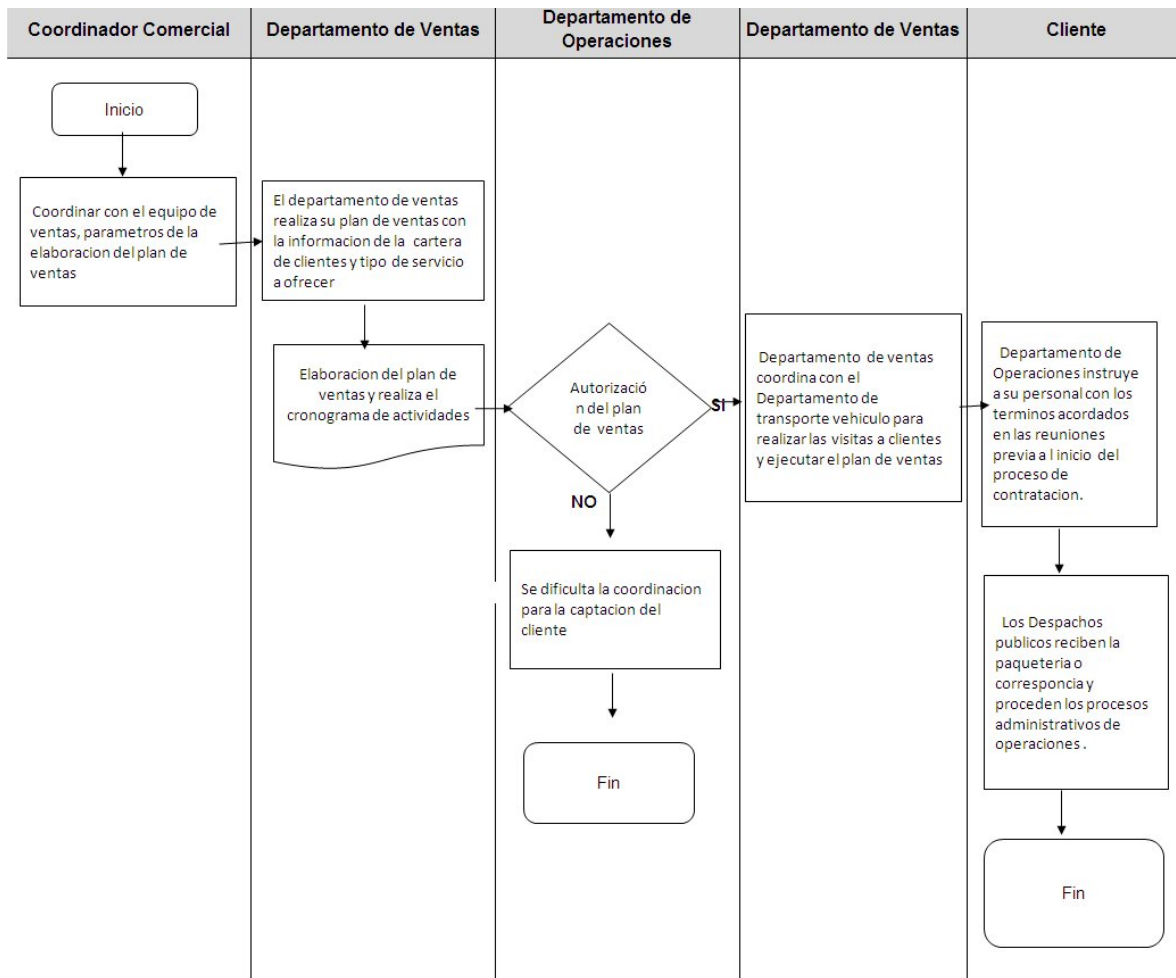 Coordinador Comercial
Departamento de Ventas
Departamento de
Operaciones
Departamento de Ventas
Cliente
Inicio
Coordinar con el equipo de
ventas, parametros de la
elaboracion del plan de
ventas
El departamento de ventas
realiza su plan de ventas con
la informacion de la cartera
de clientes y tipo de servicio
a ofrecer
Elaboracion del plan de
ventas y realiza el
cronograma de actividades
Autorizació
n del plan
de ventas
SI
NO
Se dificulta la coordinacion
para la captacion del
cliente
Fin
Departamento de ventas
coordina con el
Departamento de
transporte vehiculo para
realizar las visitas a clientes
y ejecutar el plan de ventas
Departamento de
Operaciones instruye
a su personal con los
terminos acordados
en las reuniones
previa a l inicio del
proceso de
contratacion.
Los Despachos
publicos reciben la
paqueteria o
corresponcia y
proceden los procesos
administrativos de
operaciones .
Fin